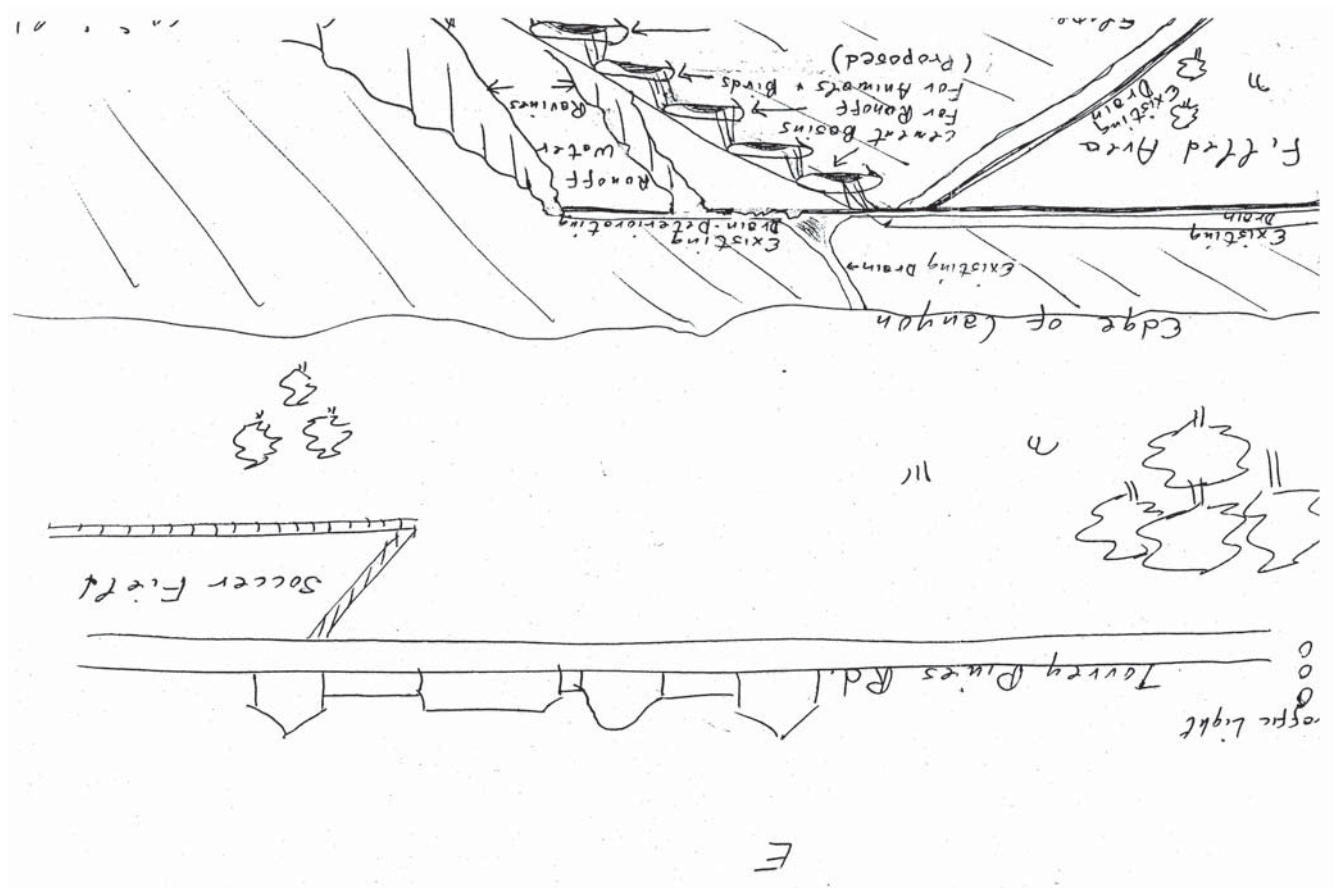 E
affic Light
Torrey Pines Rd.
Soccer Field
Edge of Canyon
Existing Drain
Existing
Drain
Existing
Drain-Deteriorating
Runoff
Water
Ravines
Filled Area
Existing
Drain
Cement Basins
For Runoff
For Animals & Birds
(Proposed)